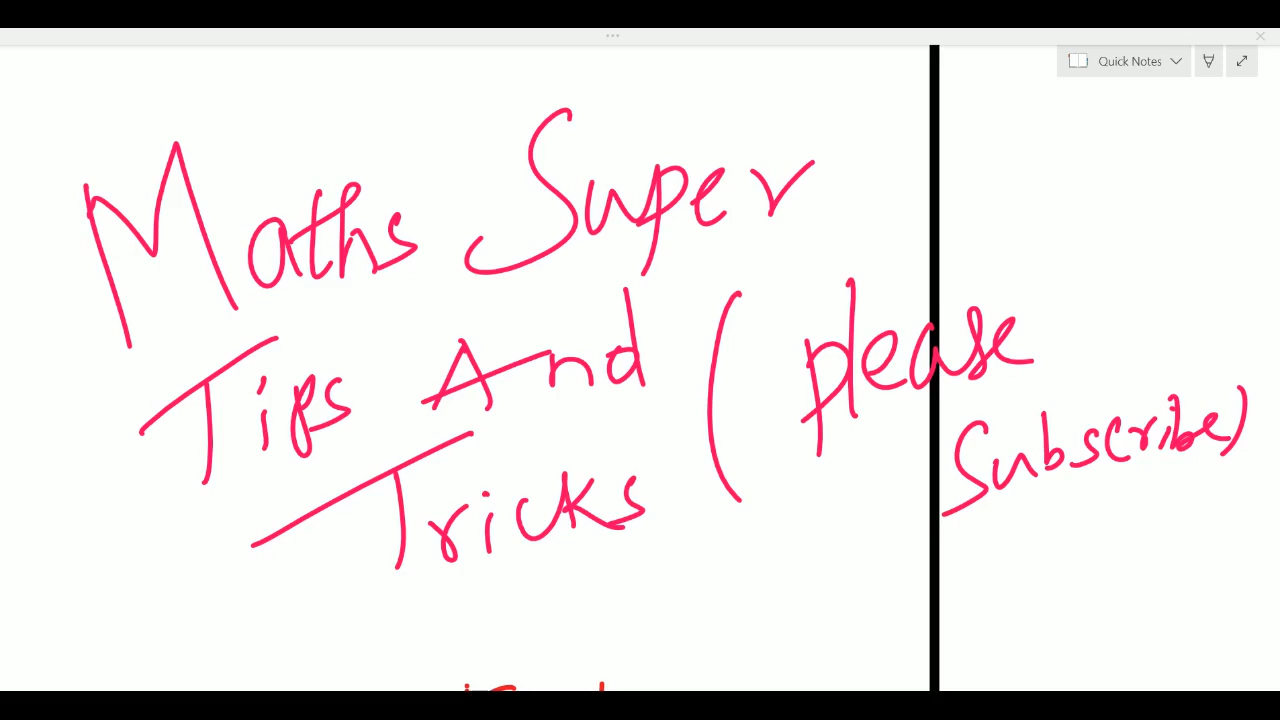 Quick Notes
Maths Super
Tips And (please
Subscribe)
Tricks